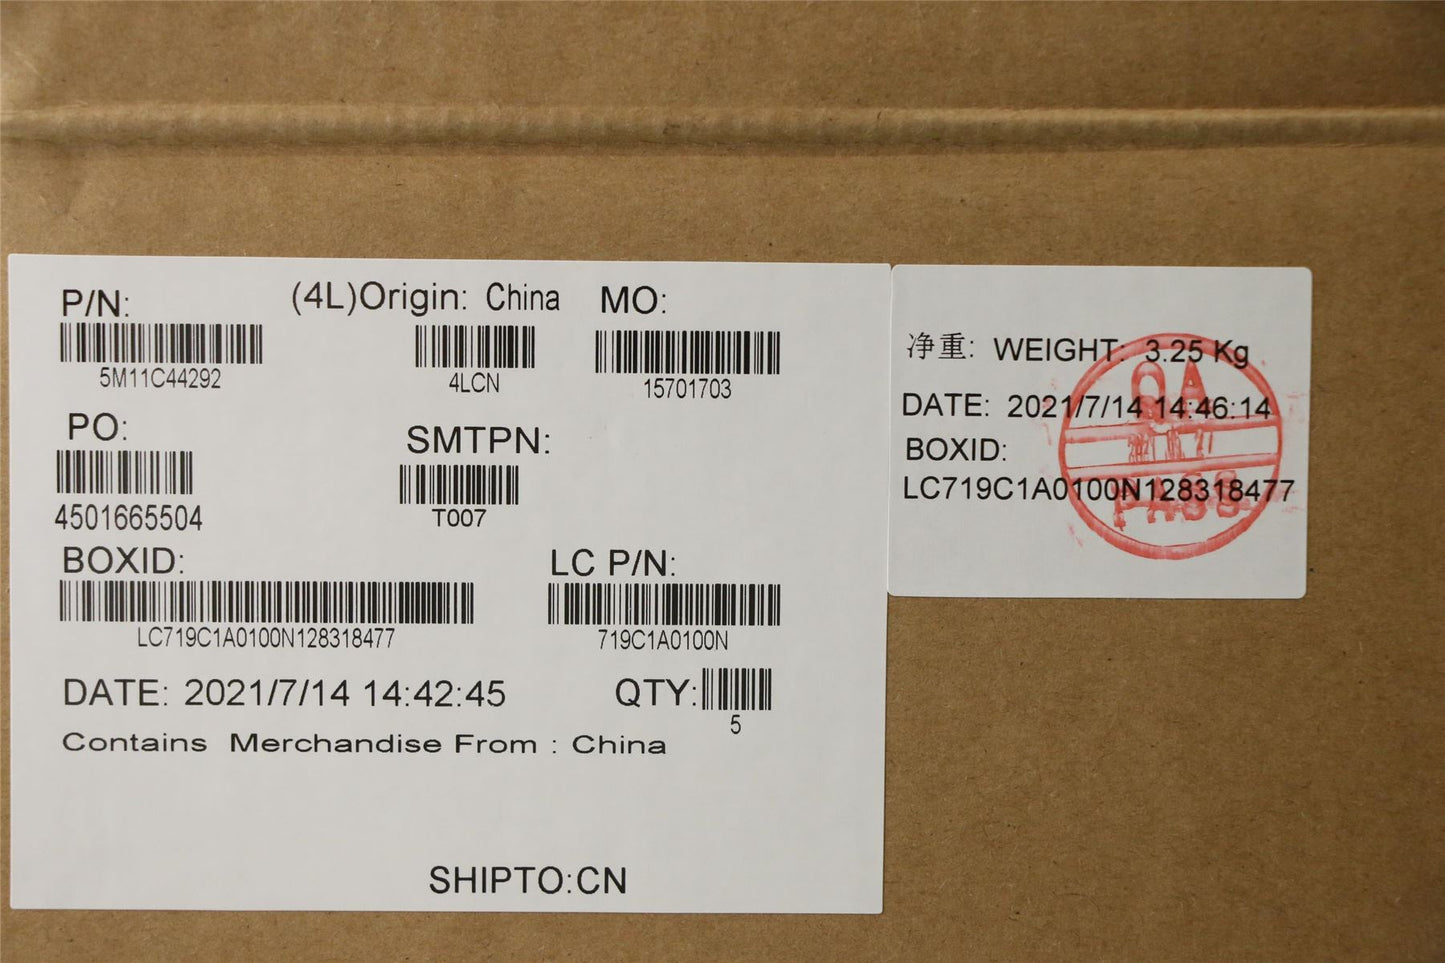 P/N:
5M11C44292
(4L)Origin: China
4LCN
MO:
15701703
PO:
4501665504
SMTPN:
T007
BOXID:
LC719C1A0100N128318477
LC P/N:
719C1A0100N
DATE: 2021/7/14 14:42:45
QTY:
5
Contains Merchandise From : China
SHIPTO:CN
净重: WEIGHT: 3.25 Kg
DATE: 2021/7/14 14:46:14
BOXID:
LC719C1A0100N128318477
QA
PASS